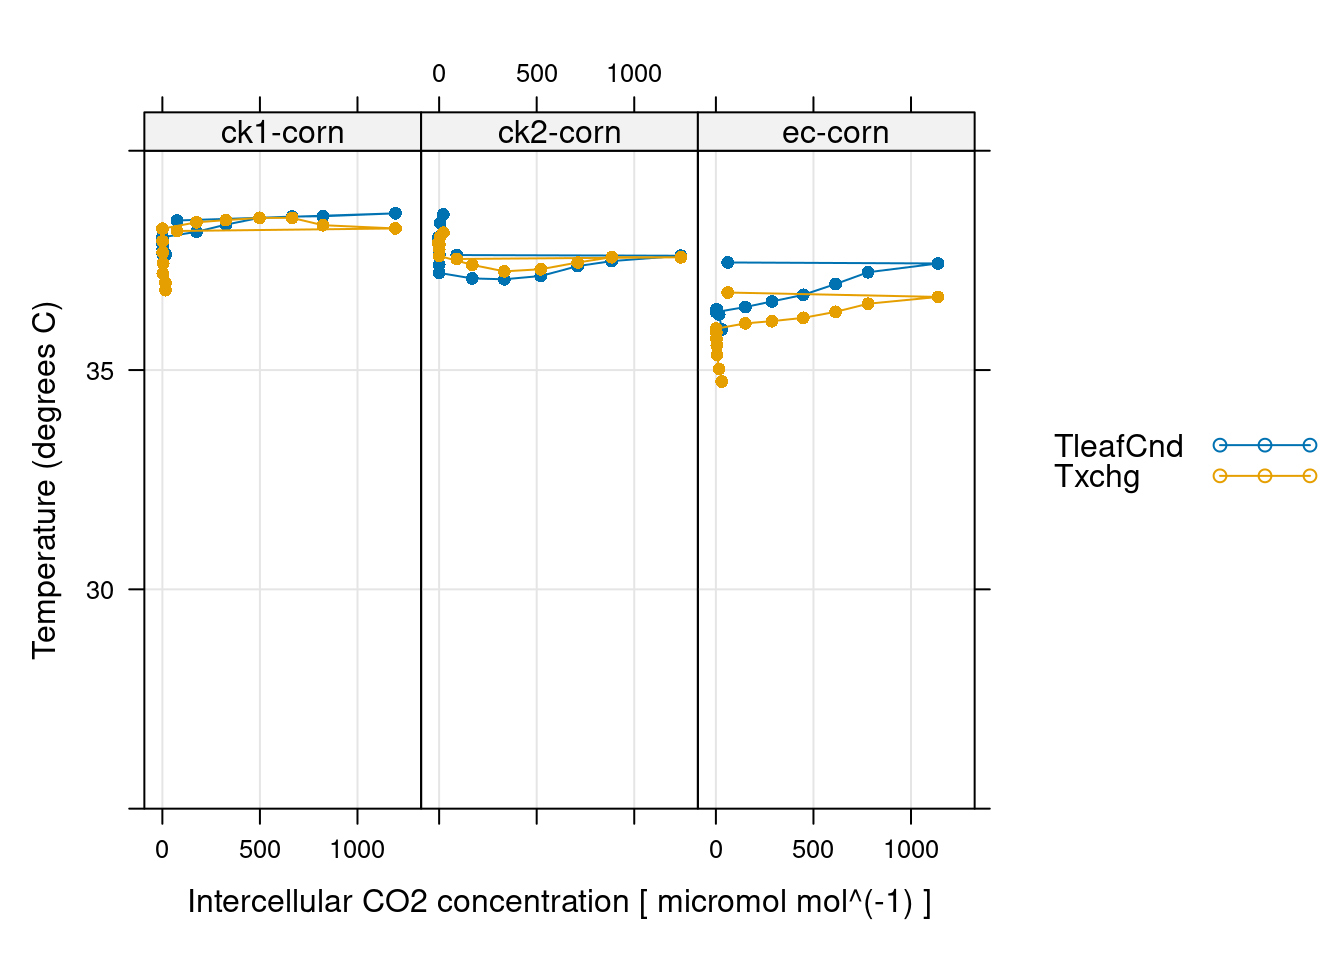 0 500 1000
ck1-corn ck2-corn ec-corn
Temperature (degrees C)
35
30
TleafCnd
Txchg
0 500 1000 0 500 1000
Intercellular CO2 concentration [ micromol mol^(-1) ]